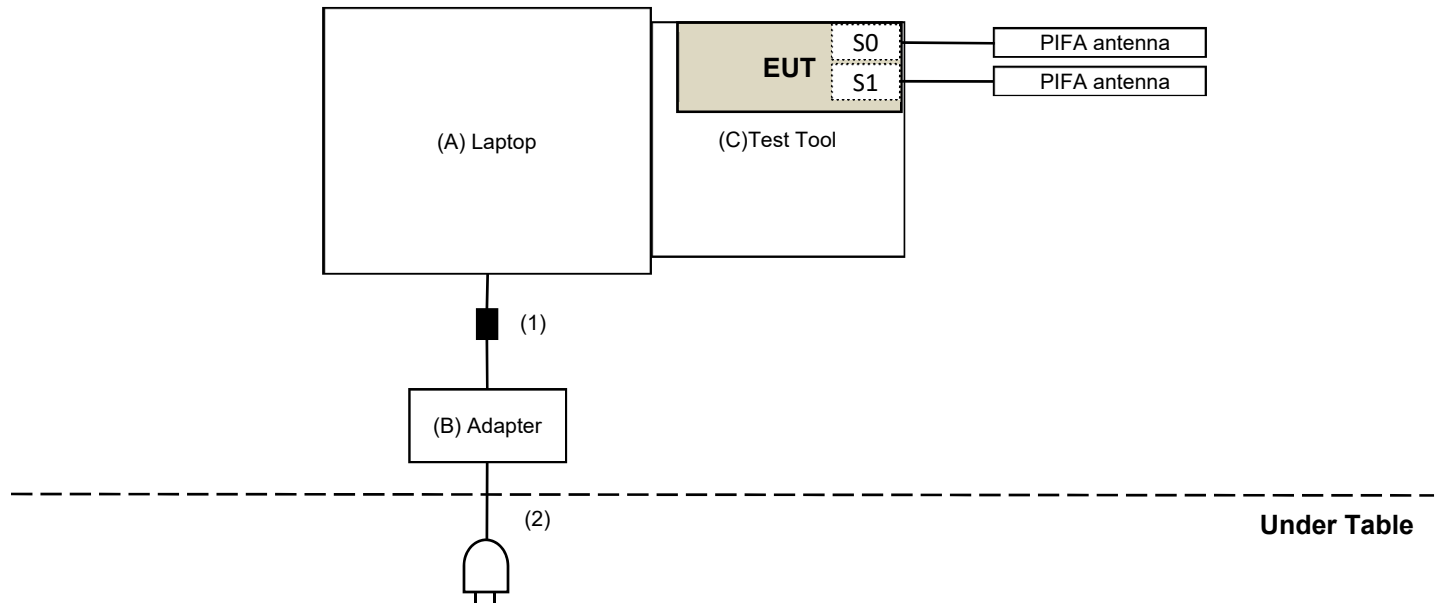 S0
PIFA antenna
EUT
S1
PIFA antenna
(A) Laptop
(C)Test Tool
(1)
(B) Adapter
(2)
Under Table